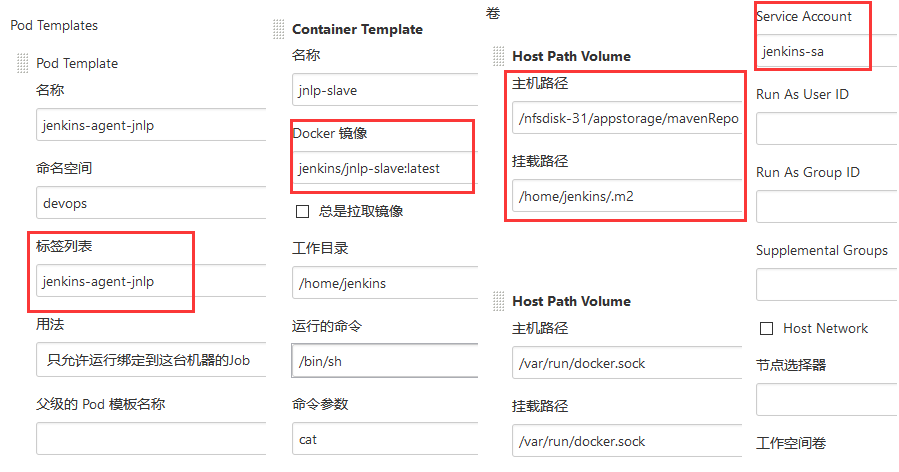 Pod Templates
Pod Template
名称
jenkins-agent-jnlp
命名空间
devops
标签列表
jenkins-agent-jnlp
用法
只允许运行绑定到这台机器的Job
父级的 Pod 模板名称
Container Template
名称
jnlp-slave
Docker 镜像
jenkins/jnlp-slave:latest
总是拉取镜像
工作目录
/home/jenkins
运行的命令
/bin/sh
命令参数
cat
卷
Host Path Volume
主机路径
/nfsdisk-31/appstorage/mavenRepo
挂载路径
/home/jenkins/.m2
Host Path Volume
主机路径
/var/run/docker.sock
挂载路径
/var/run/docker.sock
Service Account
jenkins-sa
Run As User ID
Run As Group ID
Supplemental Groups
Host Network
节点选择器
工作空间卷